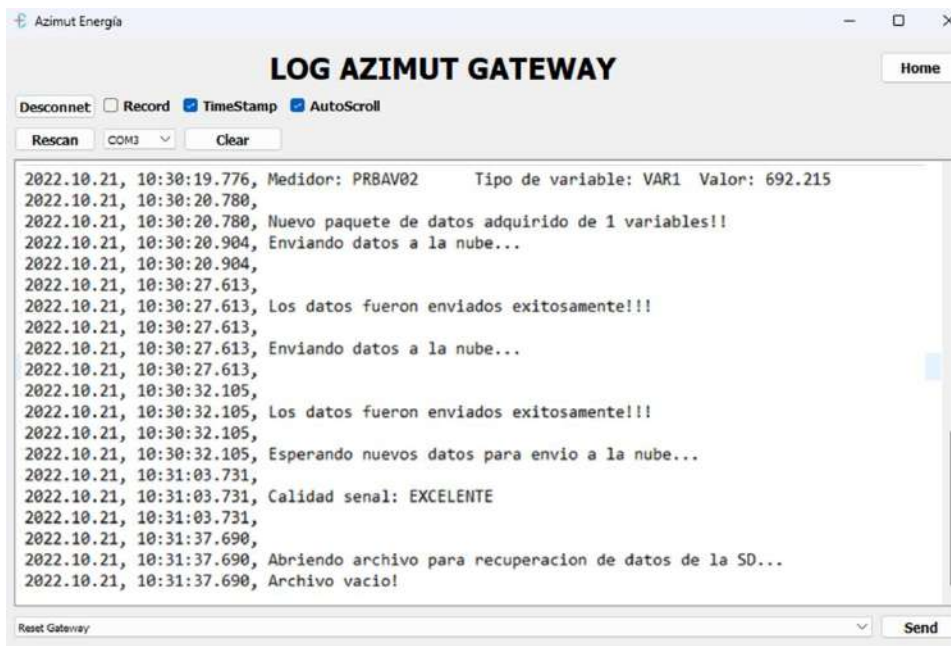 Azimut Energía
LOG AZIMUT GATEWAY
Home
Desconnet Record TimeStamp AutoScroll
Rescan COM3 Clear
2022.10.21, 10:30:19.776, Medidor: PRBAV02 Tipo de variable: VAR1 Valor: 692.215
2022.10.21, 10:30:20.780,
2022.10.21, 10:30:20.780, Nuevo paquete de datos adquirido de 1 variables!!
2022.10.21, 10:30:20.904, Enviando datos a la nube...
2022.10.21, 10:30:20.904,
2022.10.21, 10:30:27.613,
2022.10.21, 10:30:27.613, Los datos fueron enviados exitosamente!!!
2022.10.21, 10:30:27.613,
2022.10.21, 10:30:27.613, Enviando datos a la nube...
2022.10.21, 10:30:27.613,
2022.10.21, 10:30:32.105,
2022.10.21, 10:30:32.105, Los datos fueron enviados exitosamente!!!
2022.10.21, 10:30:32.105,
2022.10.21, 10:30:32.105, Esperando nuevos datos para envio a la nube...
2022.10.21, 10:31:03.731,
2022.10.21, 10:31:03.731, Calidad senal: EXCELENTE
2022.10.21, 10:31:03.731,
2022.10.21, 10:31:37.690,
2022.10.21, 10:31:37.690, Abriendo archivo para recuperacion de datos de la SD...
2022.10.21, 10:31:37.690, Archivo vacio!
Reset Gateway Send